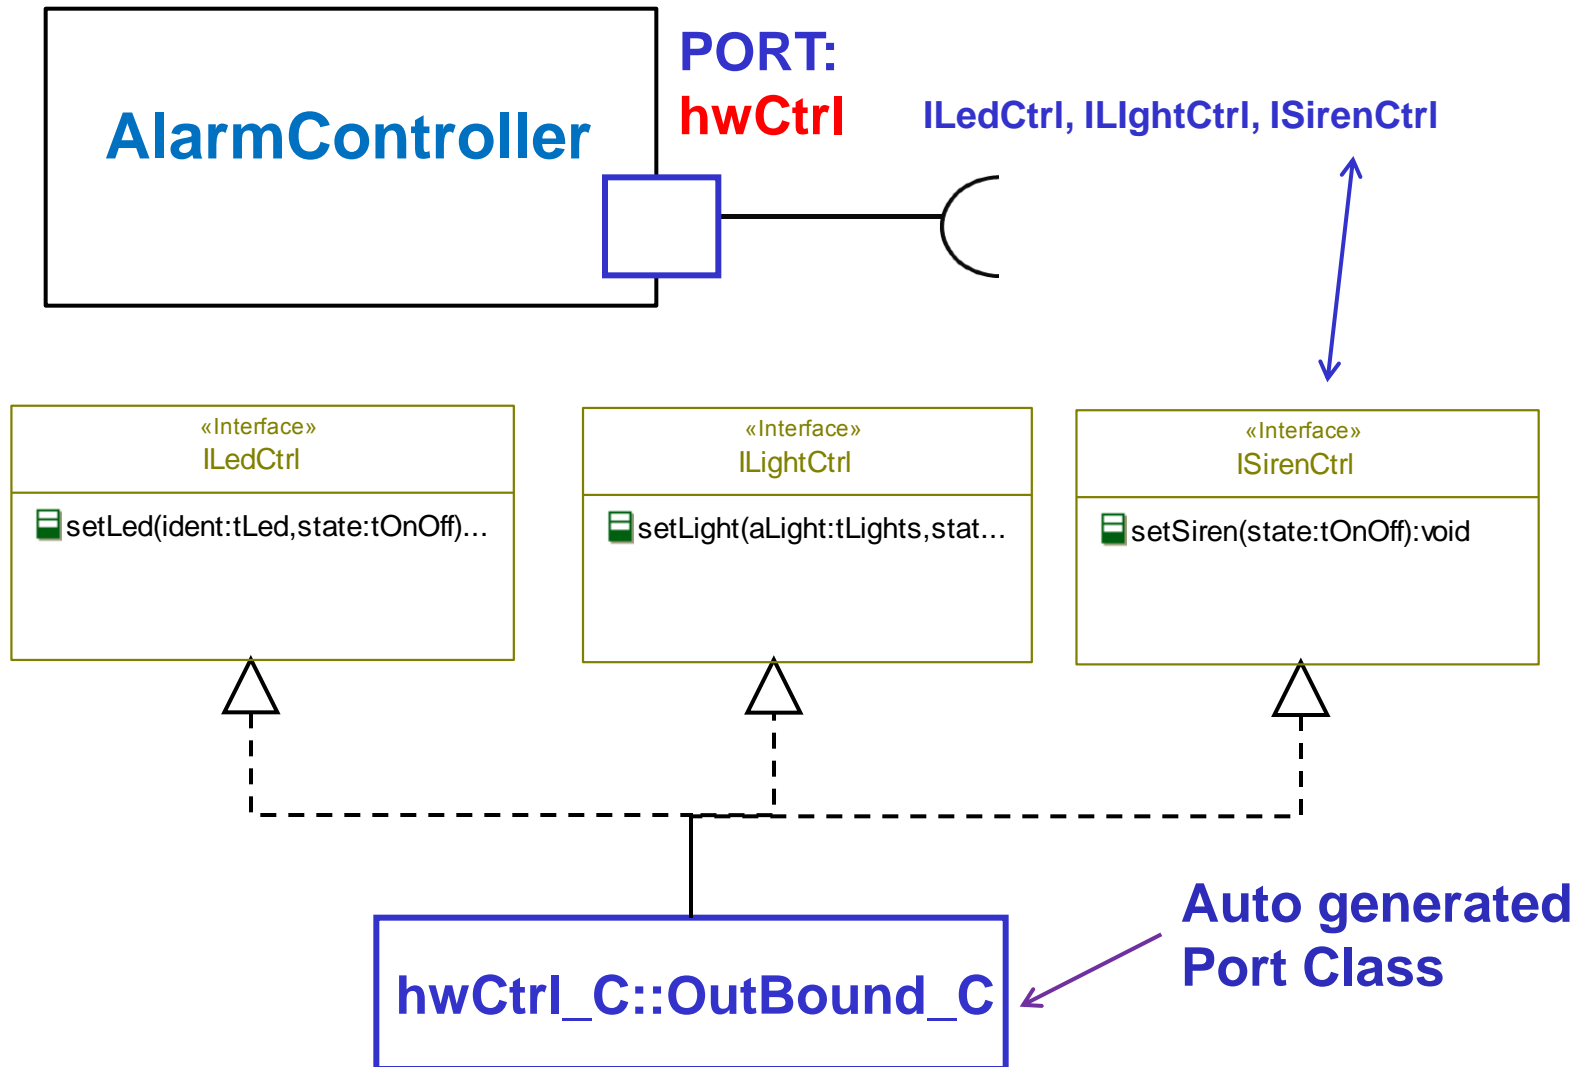 AlarmController
PORT:
hwCtrl
ILedCtrl, ILIghtCtrl, ISirenCtrl
«Interface»
ILedCtrl
setLed(ident:tLed,state:tOnOff)...
«Interface»
ILightCtrl
setLight(aLight:tLights,stat...
«Interface»
ISirenCtrl
setSiren(state:tOnOff):void
hwCtrl_C::OutBound_C
Auto generated
Port Class